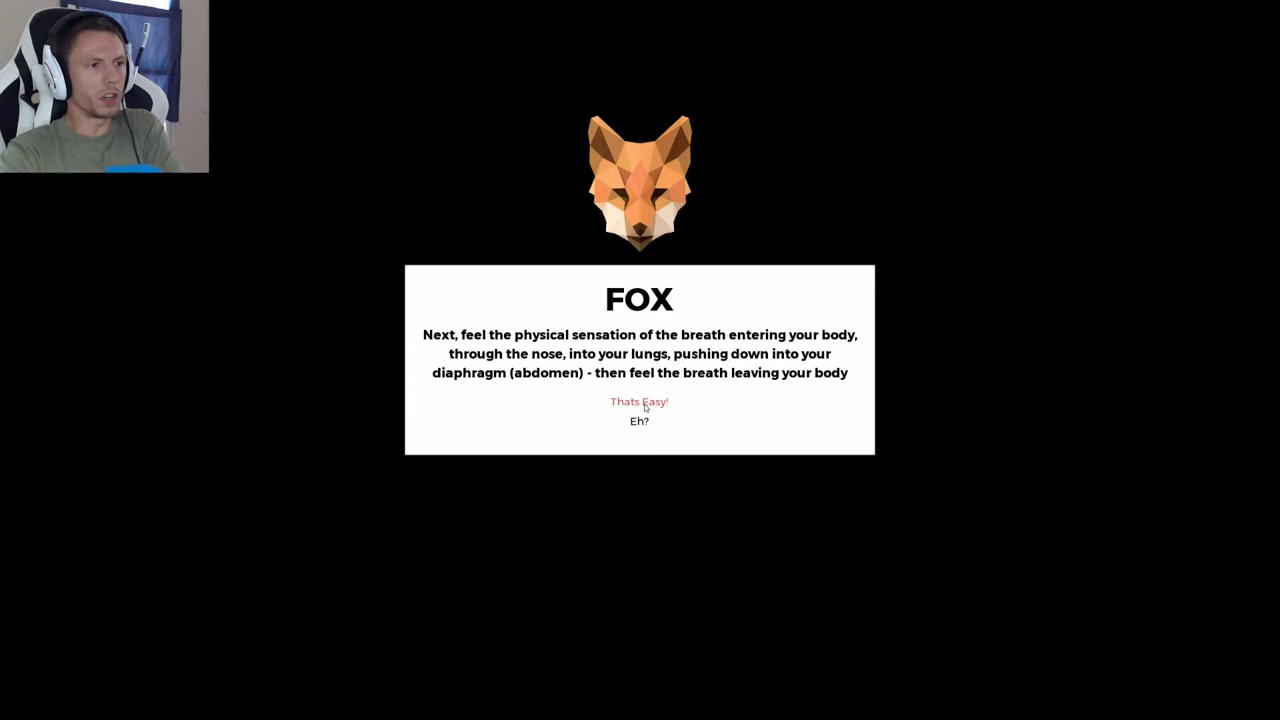 FOX
Next, feel the physical sensation of the breath entering your body,
through the nose, into your lungs, pushing down into your
diaphragm (abdomen) - then feel the breath leaving your body
Thats Easy!
Eh?